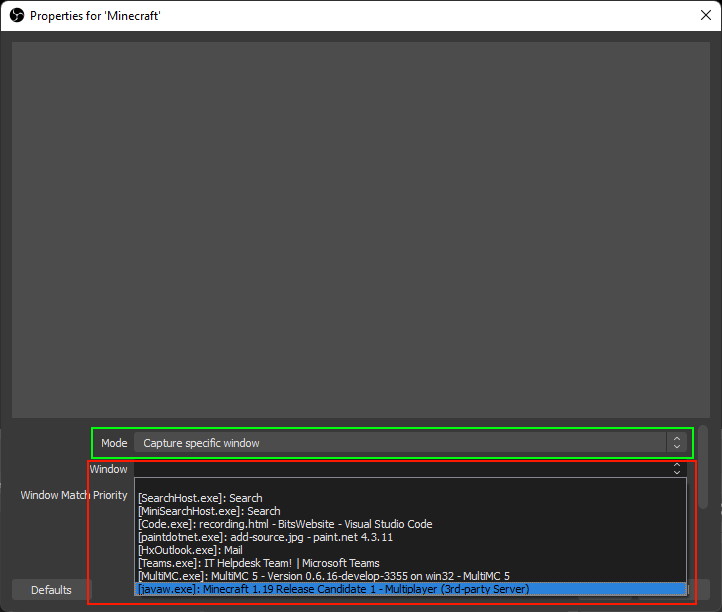 Properties for 'Minecraft'
Mode
Capture specific window
Window
Window Match Priority
[SearchHost.exe]: Search
[MiniSearchHost.exe]: Search
[Code.exe]: recording.html - BitsWebsite - Visual Studio Code
[paintdotnet.exe]: add-source.jpg - paint.net 4.3.11
[HxOutlook.exe]: Mail
[Teams.exe]: IT Helpdesk Team! | Microsoft Teams
[MultiMC.exe]: MultiMC 5 - Version 0.6.16-develop-3355 on win32 - MultiMC 5
[javaw.exe]: Minecraft 1.19 Release Candidate 1 - Multiplayer (3rd-party Server)
Defaults